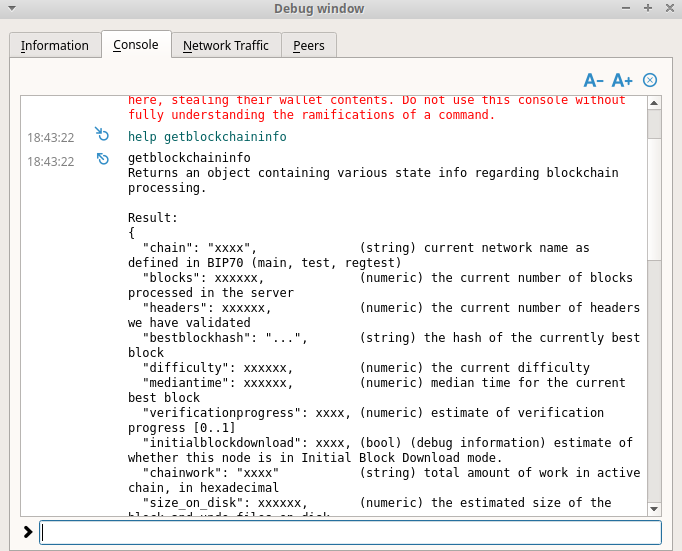 Debug window
Information
Console
Network Traffic
Peers
A- A+
here, stealing their wallet contents. Do not use this console without
fully understanding the ramifications of a command.
18:43:22 help getblockchaininfo
18:43:22 getblockchaininfo
Returns an object containing various state info regarding blockchain
processing.
Result:
{
"chain": "xxxx", (string) current network name as
defined in BIP70 (main, test, regtest)
"blocks": xxxxxx, (numeric) the current number of blocks
processed in the server
"headers": xxxxxx, (numeric) the current number of headers
we have validated
"bestblockhash": "...", (string) the hash of the currently best
block
"difficulty": xxxxxx, (numeric) the current difficulty
"mediantime": xxxxxx, (numeric) median time for the current
best block
"verificationprogress": xxxx, (numeric) estimate of verification
progress [0..1]
"initialblockdownload": xxxx, (bool) (debug information) estimate of
whether this node is in Initial Block Download mode.
"chainwork": "xxxx" (string) total amount of work in active
chain, in hexadecimal
"size_on_disk": xxxxxx, (numeric) the estimated size of the
block and undo files on disk